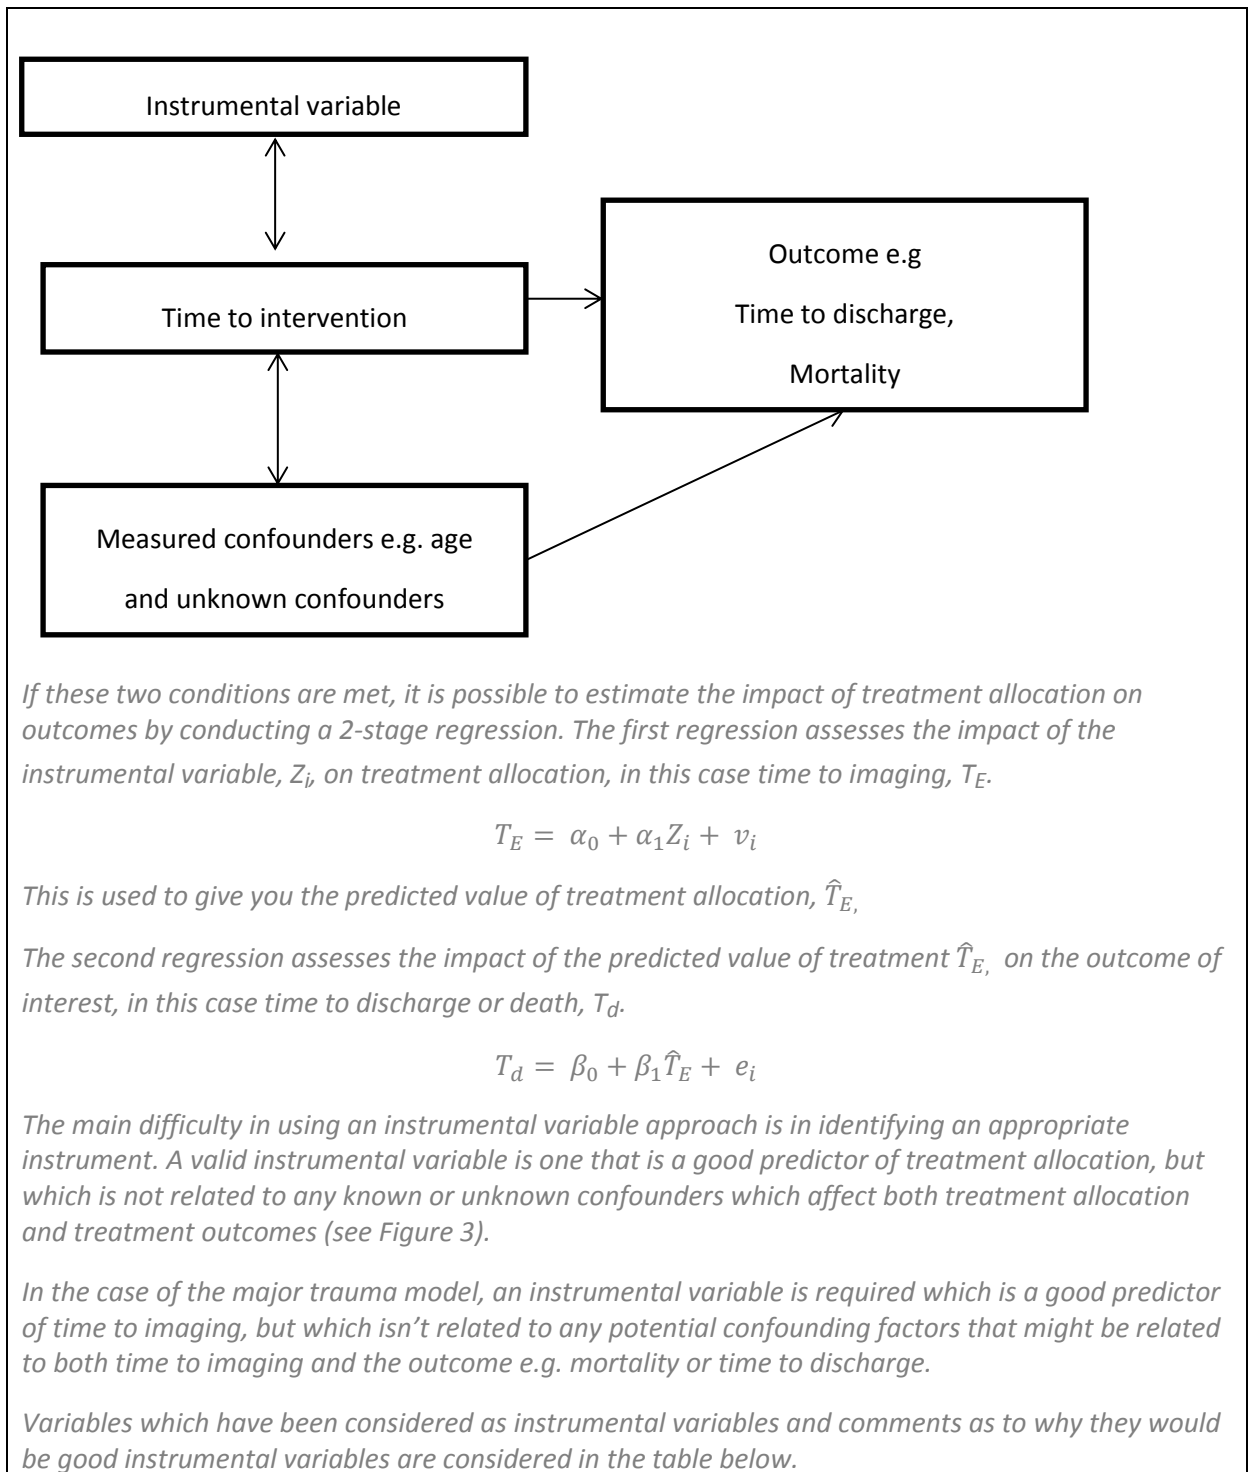 Instrumental variable
Time to intervention
Outcome e.g
Time to discharge,
Mortality
Measured confounders e.g. age
and unknown confounders
If these two conditions are met, it is possible to estimate the impact of treatment allocation on
outcomes by conducting a 2-stage regression. The first regression assesses the impact of the
instrumental variable, Zᵢ, on treatment allocation, in this case time to imaging, T_E.
T_E = α₀ + α₁Zᵢ + vᵢ
This is used to give you the predicted value of treatment allocation, T̂_E,
The second regression assesses the impact of the predicted value of treatment T̂_E, on the outcome of
interest, in this case time to discharge or death, T_d.
T_d = β₀ + β₁T̂_E + eᵢ
The main difficulty in using an instrumental variable approach is in identifying an appropriate
instrument. A valid instrumental variable is one that is a good predictor of treatment allocation, but
which is not related to any known or unknown confounders which affect both treatment allocation
and treatment outcomes (see Figure 3).
In the case of the major trauma model, an instrumental variable is required which is a good predictor
of time to imaging, but which isn't related to any potential confounding factors that might be related
to both time to imaging and the outcome e.g. mortality or time to discharge.
Variables which have been considered as instrumental variables and comments as to why they would
be good instrumental variables are considered in the table below.